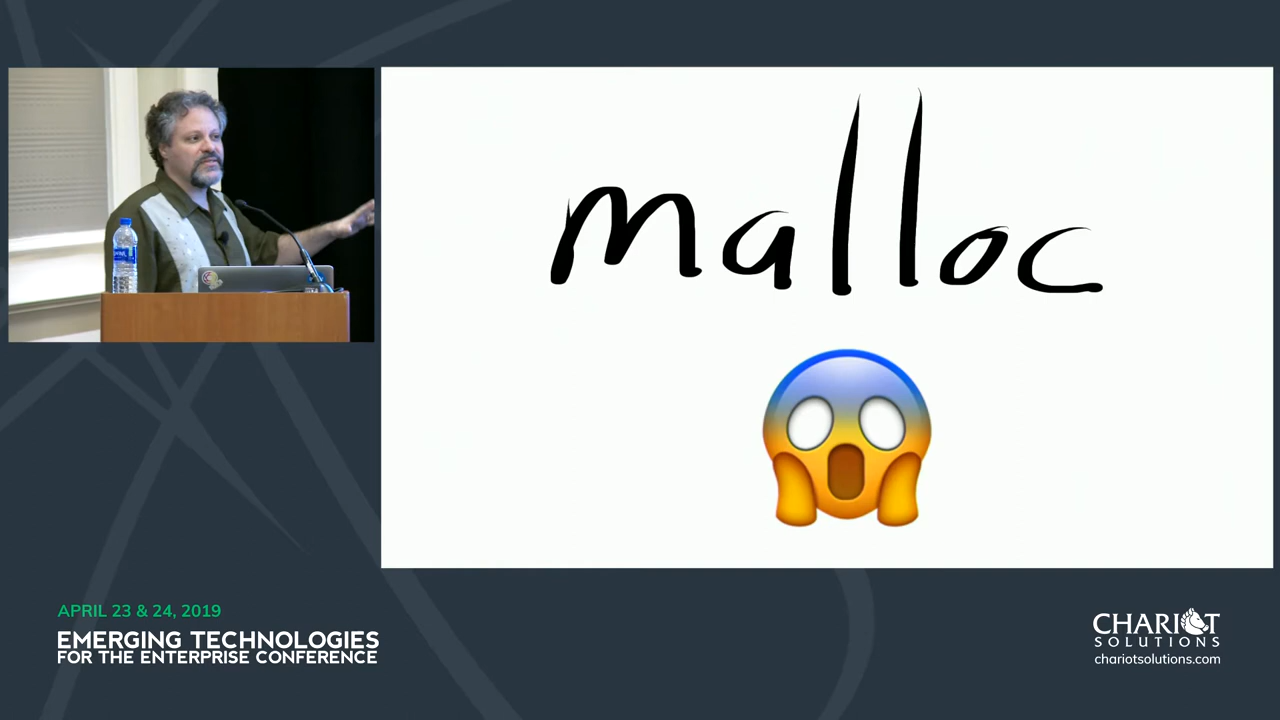 malloc
APRIL 23 & 24, 2019
EMERGING TECHNOLOGIES
FOR THE ENTERPRISE CONFERENCE
CHARIOT
SOLUTIONS
chariotsolutions.com